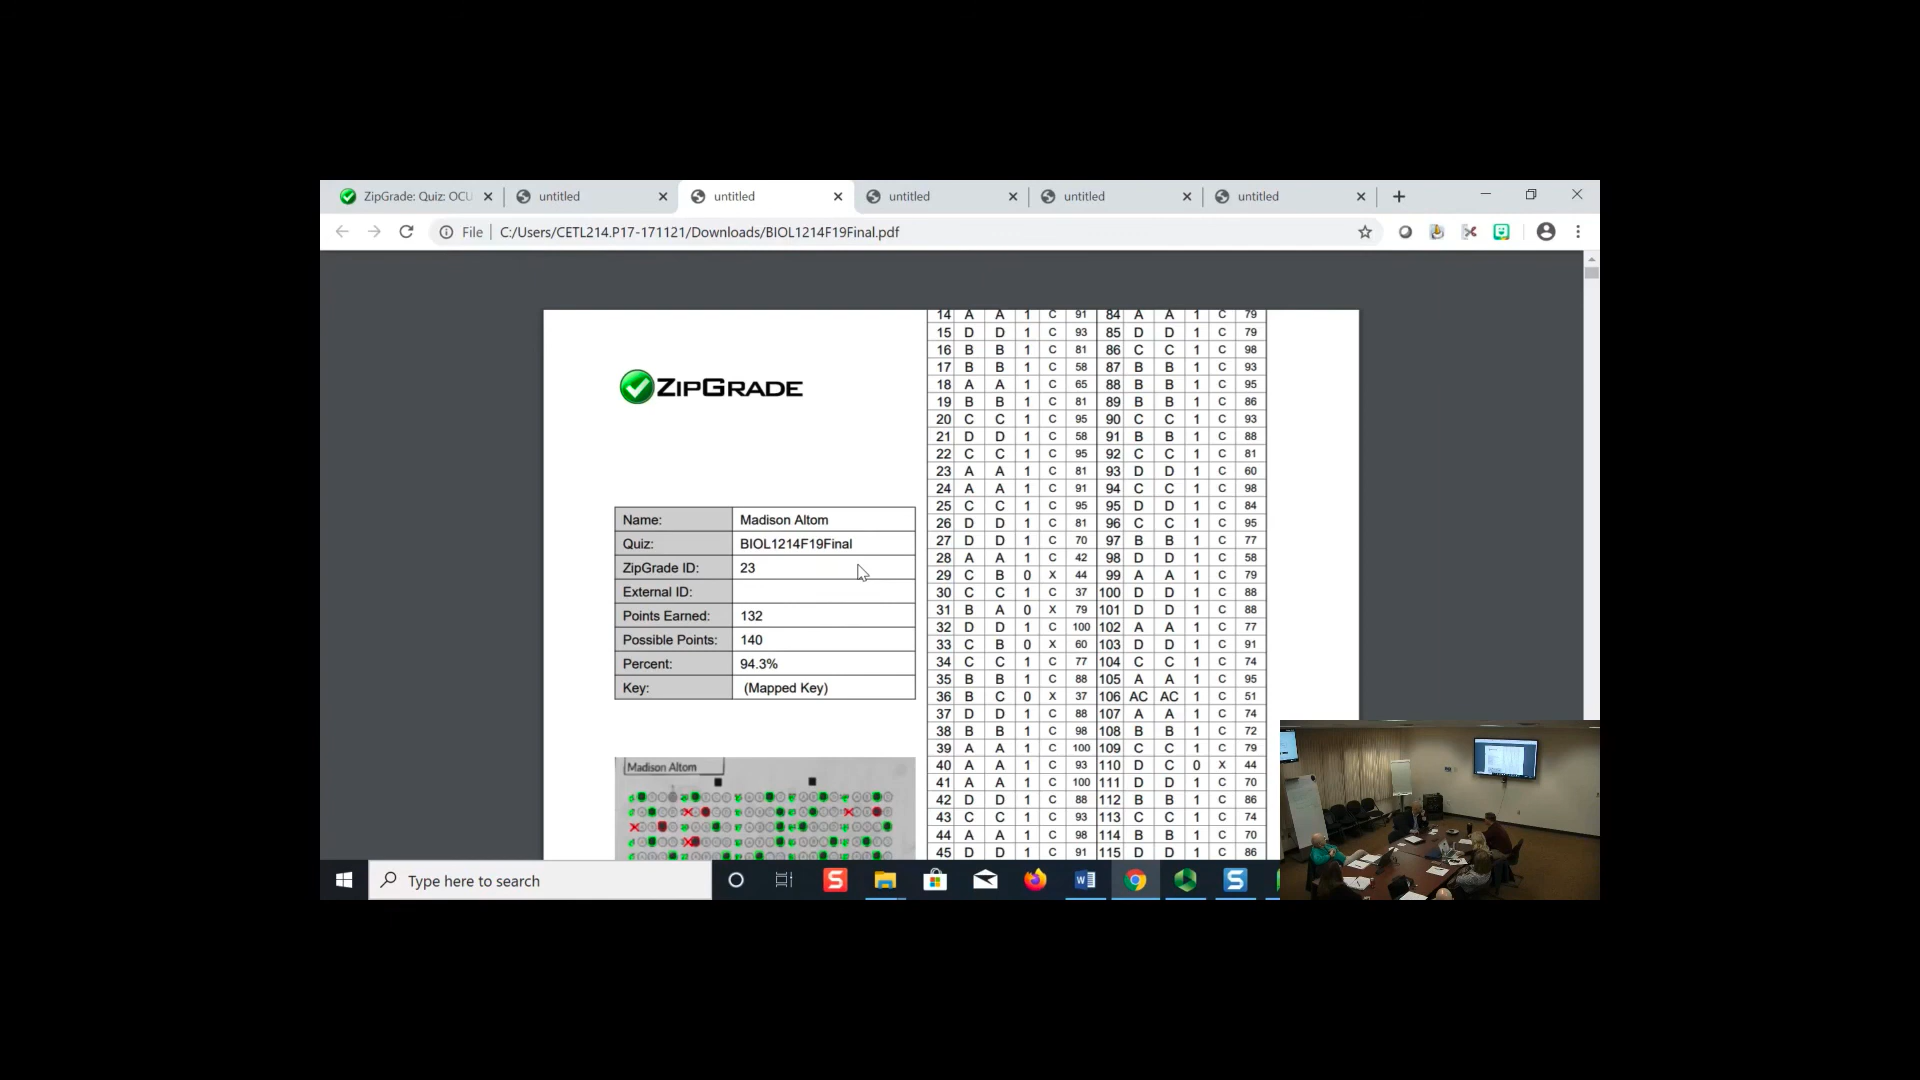 ZipGrade: Quiz: OCU
untitled
untitled
untitled
untitled
untitled
File
C:/Users/CETL214.P17-171121/Downloads/BIOL1214F19Final.pdf
ZIPGRADE
Name: Madison Altom
Quiz: BIOL1214F19Final
ZipGrade ID: 23
External ID:
Points Earned: 132
Possible Points: 140
Percent: 94.3%
Key: (Mapped Key)
Madison Altom
14 A A 1 C 91 84 A A 1 C 79
15 D D 1 C 93 85 D D 1 C 79
16 B B 1 C 81 86 C C 1 C 98
17 B B 1 C 58 87 B B 1 C 93
18 A A 1 C 65 88 B B 1 C 95
19 B B 1 C 81 89 B B 1 C 86
20 C C 1 C 95 90 C C 1 C 93
21 D D 1 C 58 91 B B 1 C 88
22 C C 1 C 95 92 C C 1 C 81
23 A A 1 C 81 93 D D 1 C 60
24 A A 1 C 91 94 C C 1 C 98
25 C C 1 C 95 95 D D 1 C 84
26 D D 1 C 81 96 C C 1 C 95
27 D D 1 C 70 97 B B 1 C 77
28 A A 1 C 42 98 D D 1 C 58
29 C B 0 X 44 99 A A 1 C 79
30 C C 1 C 37 100 D D 1 C 88
31 B A 0 X 79 101 D D 1 C 88
32 D D 1 C 100 102 A A 1 C 77
33 C B 0 X 60 103 D D 1 C 91
34 C C 1 C 77 104 C C 1 C 74
35 B B 1 C 88 105 A A 1 C 95
36 B C 0 X 37 106 AC AC 1 C 51
37 D D 1 C 88 107 A A 1 C 74
38 B B 1 C 98 108 B B 1 C 72
39 A A 1 C 100 109 C C 1 C 79
40 A A 1 C 93 110 D C 0 X 44
41 A A 1 C 100 111 D D 1 C 70
42 D D 1 C 88 112 B B 1 C 86
43 C C 1 C 93 113 C C 1 C 74
44 A A 1 C 98 114 B B 1 C 70
45 D D 1 C 91 115 D D 1 C 86
Type here to search